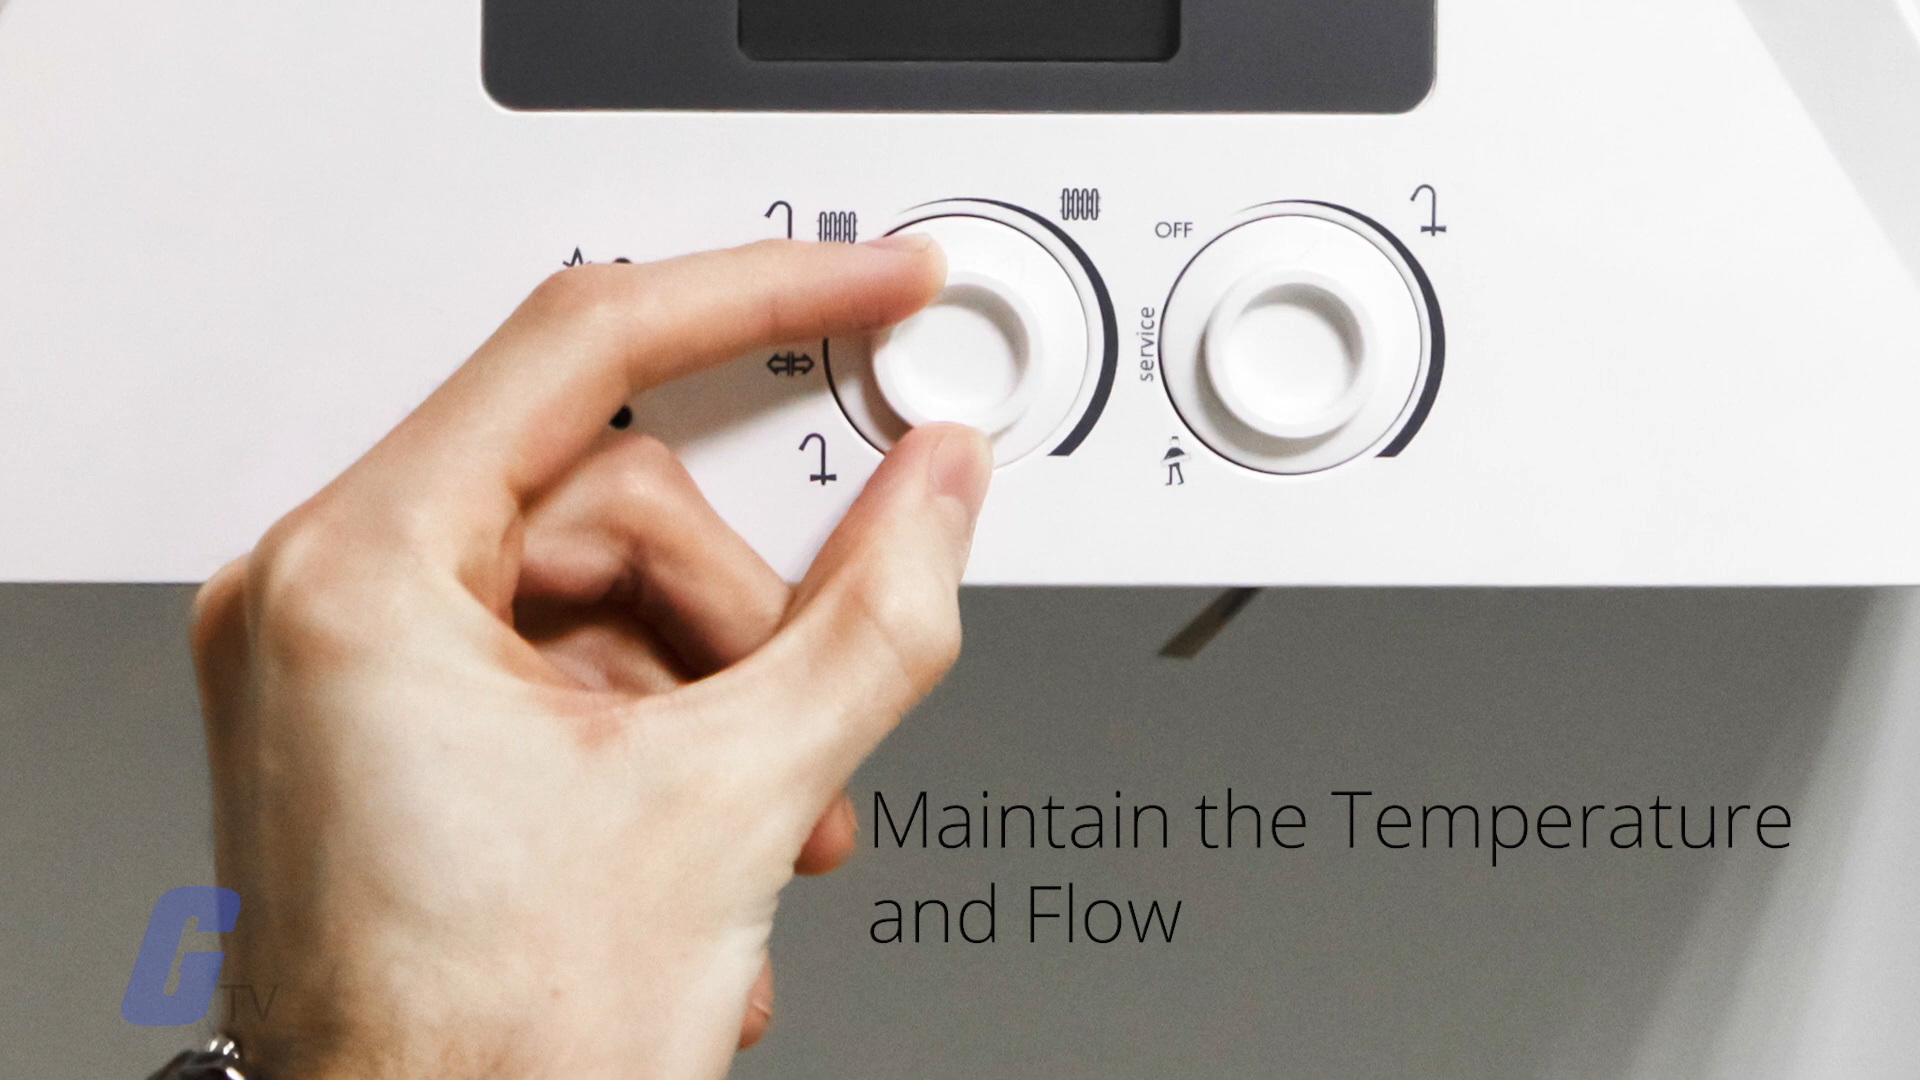 OFF
service
Maintain the Temperature
and Flow
G TV